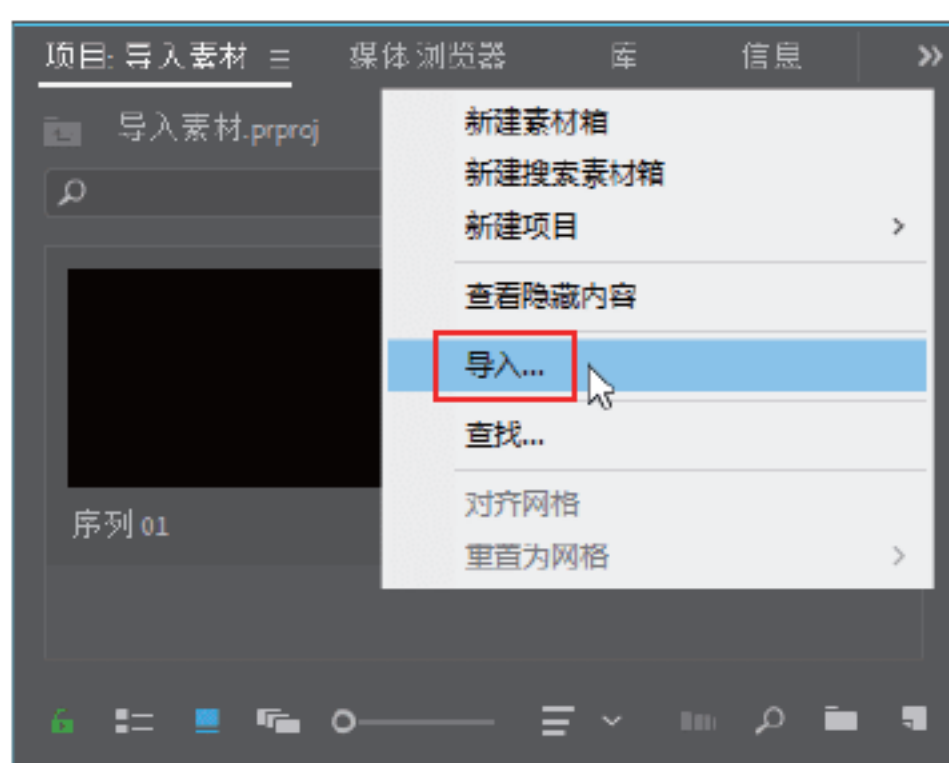 项目: 导入素材 媒体浏览器 库 信息
导入素材.prproj
新建素材箱
新建搜索素材箱
新建项目
查看隐藏内容
导入...
查找...
对齐网格
重置为网格
序列 01